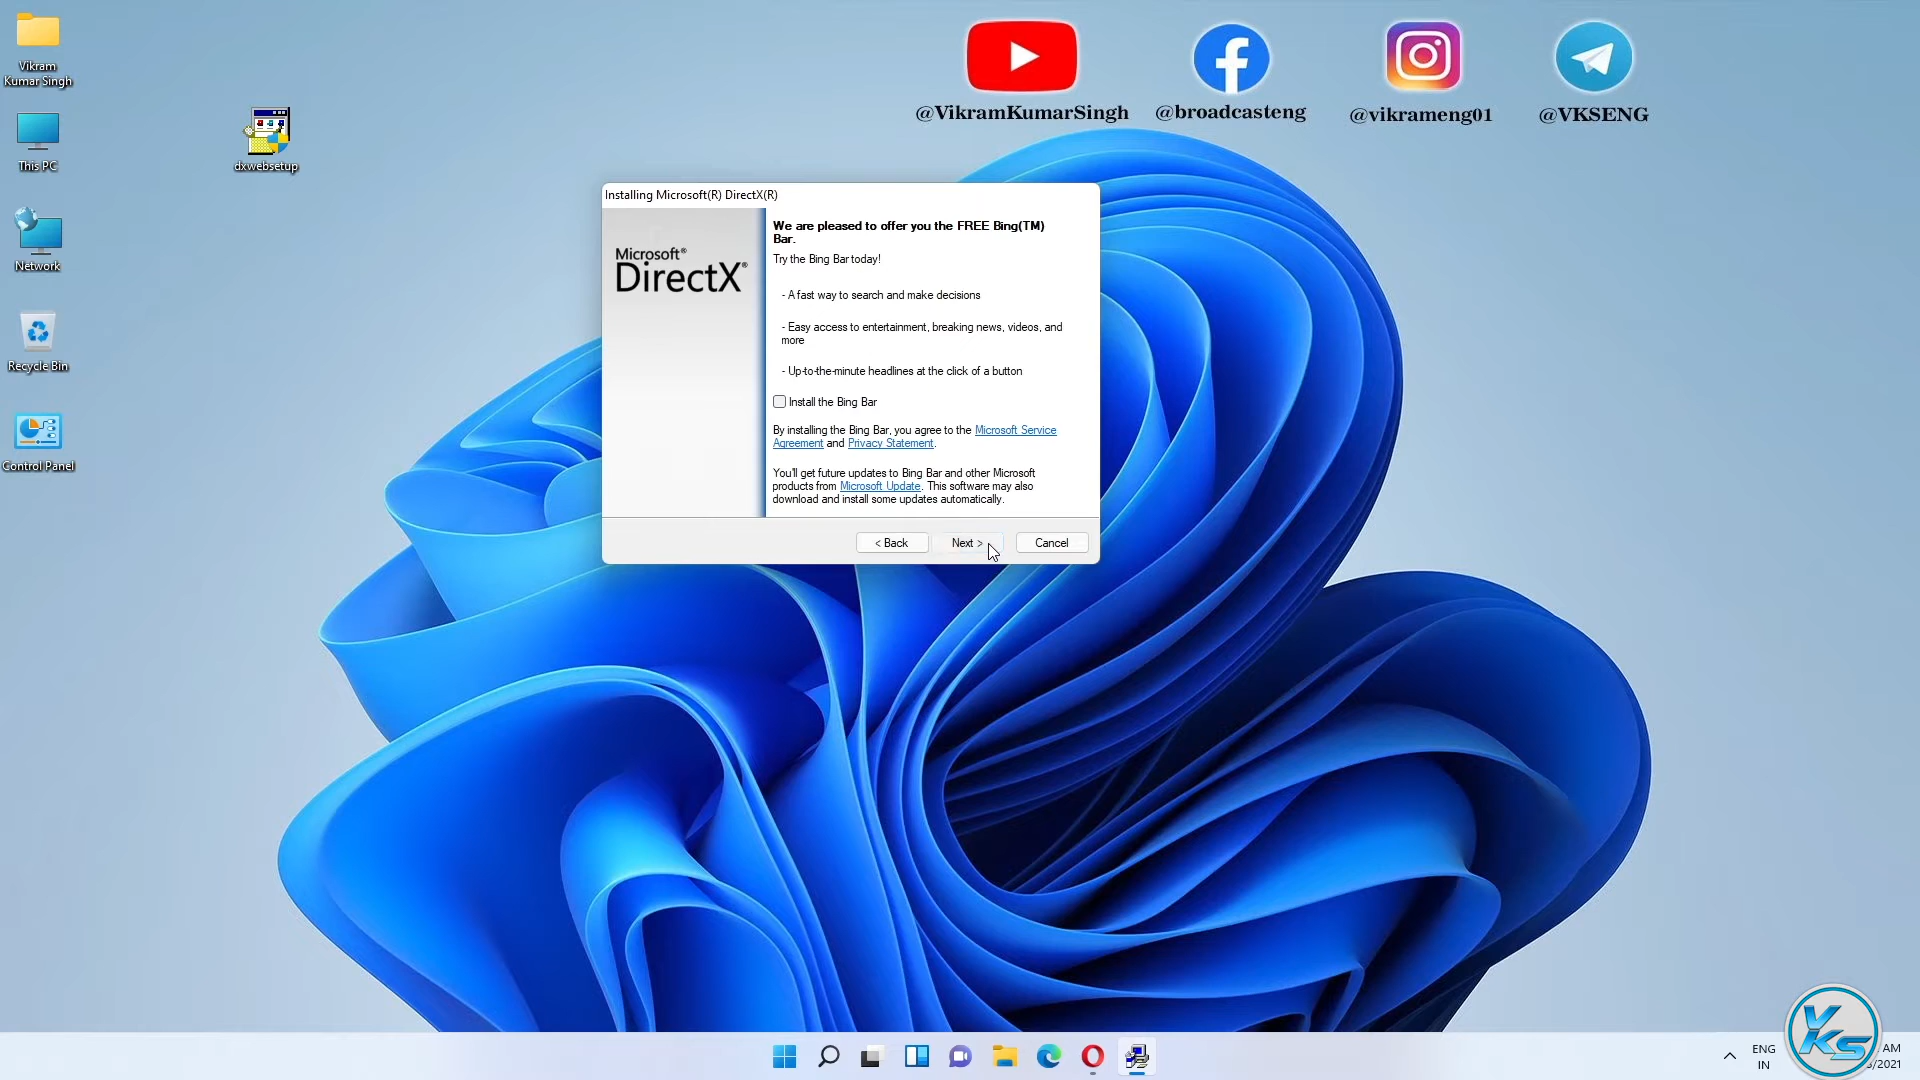 Vikram
Kumar Singh
This PC
Network
Recycle Bin
Control Panel
dxwebsetup
@VikramKumarSingh
@broadcasteng
@vikrameng01
@VKSENG
Installing Microsoft(R) DirectX(R)
Microsoft®
DirectX®
We are pleased to offer you the FREE Bing(TM)
Bar.
Try the Bing Bar today!
- A fast way to search and make decisions
- Easy access to entertainment, breaking news, videos, and
more
- Up-to-the-minute headlines at the click of a button
Install the Bing Bar
By installing the Bing Bar, you agree to the Microsoft Service
Agreement and Privacy Statement.
You'll get future updates to Bing Bar and other Microsoft
products from Microsoft Update. This software may also
download and install some updates automatically.
< Back
Next >
Cancel
ENG
IN
VKS
AM
/2021